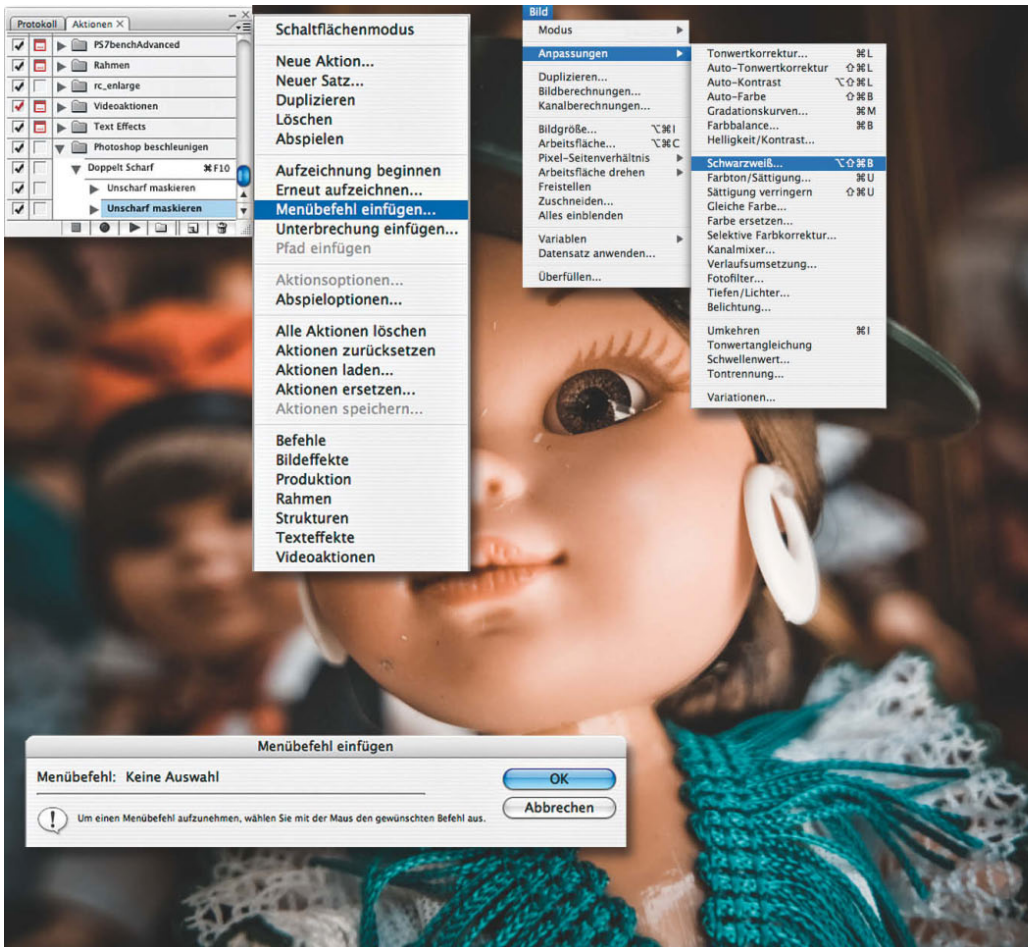 Protokoll Aktionen ×
PS7benchAdvanced
Rahmen
rc_enlarge
Videoaktionen
Text Effects
Photoshop beschleunigen
Doppelt Scharf ⌘F10
Unscharf maskieren
Unscharf maskieren
Schaltflächenmodus
Neue Aktion...
Neuer Satz...
Duplizieren
Löschen
Abspielen
Aufzeichnung beginnen
Erneut aufzeichnen...
Menübefehl einfügen...
Unterbrechung einfügen...
Pfad einfügen
Aktionsoptionen...
Abspieloptionen...
Alle Aktionen löschen
Aktionen zurücksetzen
Aktionen laden...
Aktionen ersetzen...
Aktionen speichern...
Befehle
Bildeffekte
Produktion
Rahmen
Strukturen
Texteffekte
Videoaktionen
Bild
Modus
Anpassungen
Duplizieren...
Bildberechnungen...
Kanalberechnungen...
Bildgröße... ⌥⌘I
Arbeitsfläche... ⌥⌘C
Pixel-Seitenverhältnis
Arbeitsfläche drehen
Freistellen
Zuschneiden...
Alles einblenden
Variablen
Datensatz anwenden...
Überfüllen...
Tonwertkorrektur... ⌘L
Auto-Tonwertkorrektur ⇧⌘L
Auto-Kontrast ⌥⇧⌘L
Auto-Farbe ⇧⌘B
Gradationskurven... ⌘M
Farbbalance... ⌘B
Helligkeit/Kontrast...
Schwarzweiß... ⌥⇧⌘B
Farbton/Sättigung... ⌘U
Sättigung verringern ⇧⌘U
Gleiche Farbe...
Farbe ersetzen...
Selektive Farbkorrektur...
Kanalmixer...
Verlaufsumsetzung...
Fotofilter...
Tiefen/Lichter...
Belichtung...
Umkehren ⌘I
Tonwertangleichung
Schwellenwert...
Tontrennung...
Variationen...
Menübefehl einfügen
Menübefehl: Keine Auswahl
OK
Abbrechen
Um einen Menübefehl aufzunehmen, wählen Sie mit der Maus den gewünschten Befehl aus.